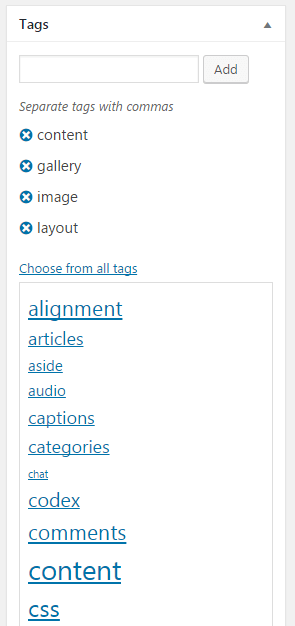 Tags
Add
Separate tags with commas
content
gallery
image
layout
Choose from all tags
alignment
articles
aside
audio
captions
categories
chat
codex
comments
content
css